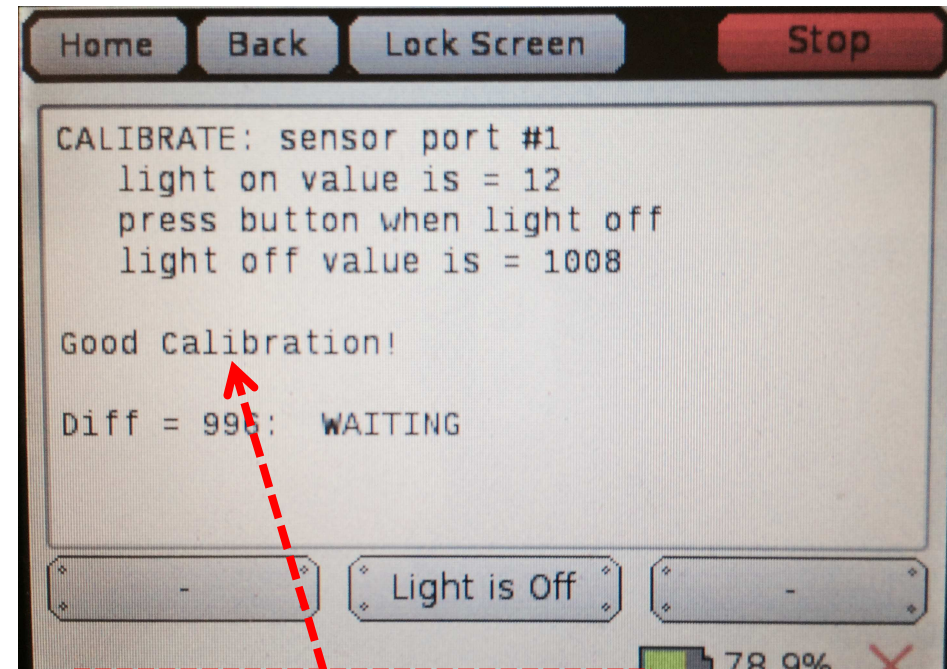 Home Back Lock Screen Stop
CALIBRATE: sensor port #1
light on value is = 12
press button when light off
light off value is = 1008
Good Calibration!
Diff = 996: WAITING
- Light is Off -
78.9%